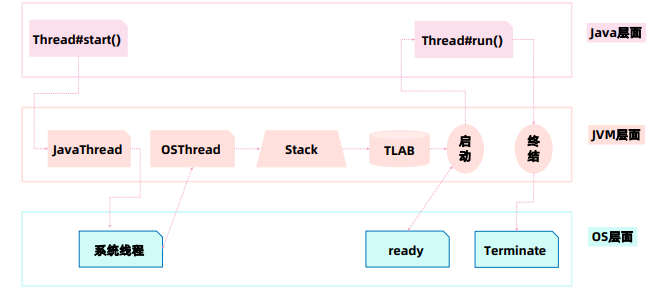 Thread#start()
Thread#run()
Java层面
JavaThread
OSThread
Stack
TLAB
启
动
终
结
JVM层面
系统线程
ready
Terminate
OS层面